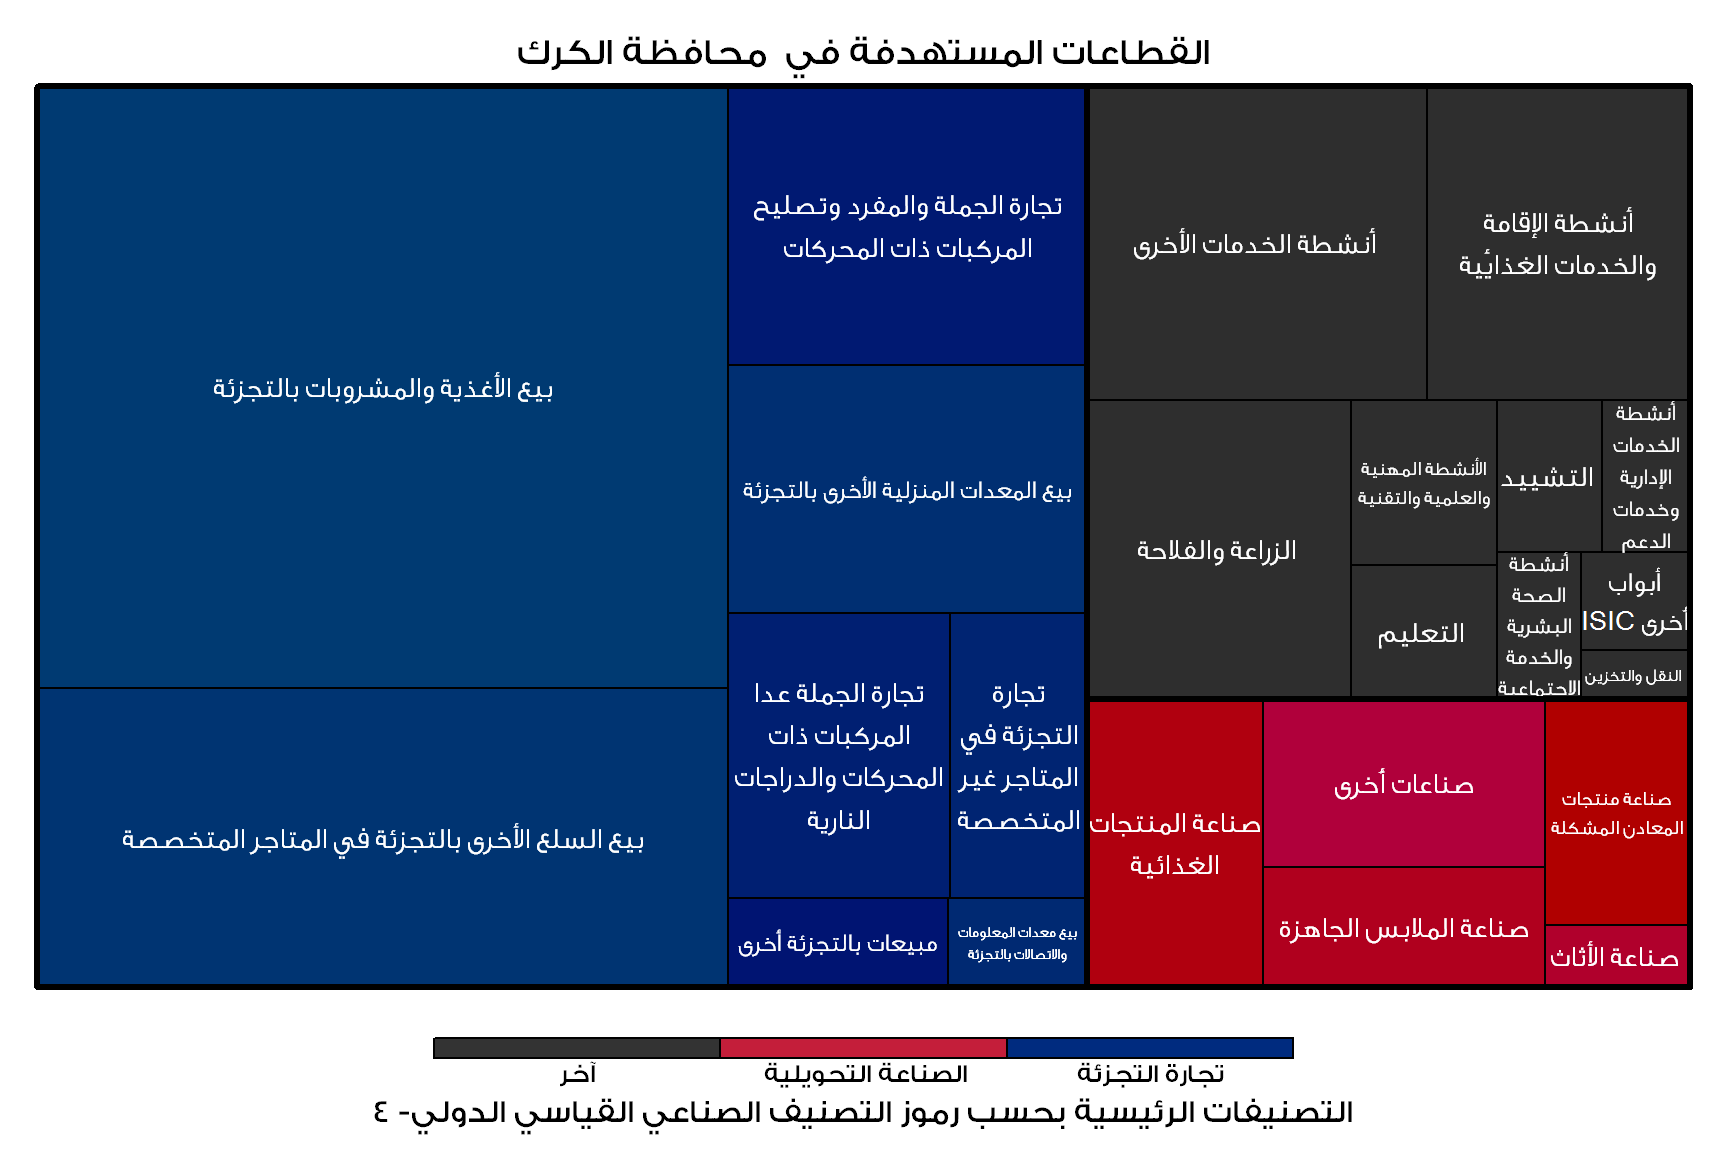 القطاعات المستهدفة في محافظة الكرك
أنشطة الإقامة
والخدمات الغذائية
أنشطة الخدمات الأخرى
تجارة الجملة والمفرد وتصليح
المركبات ذات المحركات
بيع الأغذية والمشروبات بالتجزئة
بيع المعدات المنزلية الأخرى بالتجزئة
أنشطة
الخدمات
الإدارية
وخدمات
الدعم
التشييد
الأنشطة المهنية
والعلمية والتقنية
الزراعة والفلاحة
التعليم
أنشطة
الصحة
البشرية
والخدمة
الاجتماعية
أبواب
أخرى ISIC
النقل والتخزين
تجارة
التجزئة في
المتاجر غير
المتخصصة
تجارة الجملة عدا
المركبات ذات
المحركات والدراجات
النارية
بيع السلع الأخرى بالتجزئة في المتاجر المتخصصة
صناعة منتجات
المعادن المشكلة
صناعات أخرى
صناعة المنتجات
الغذائية
صناعة الملابس الجاهزة
صناعة الأثاث
بيع معدات المعلومات
والاتصالات بالتجزئة
مبيعات بالتجزئة أخرى
تجارة التجزئة
الصناعة التحويلية
آخر
التصنيفات الرئيسية بحسب رموز التصنيف الصناعي القياسي الدولي- ٤